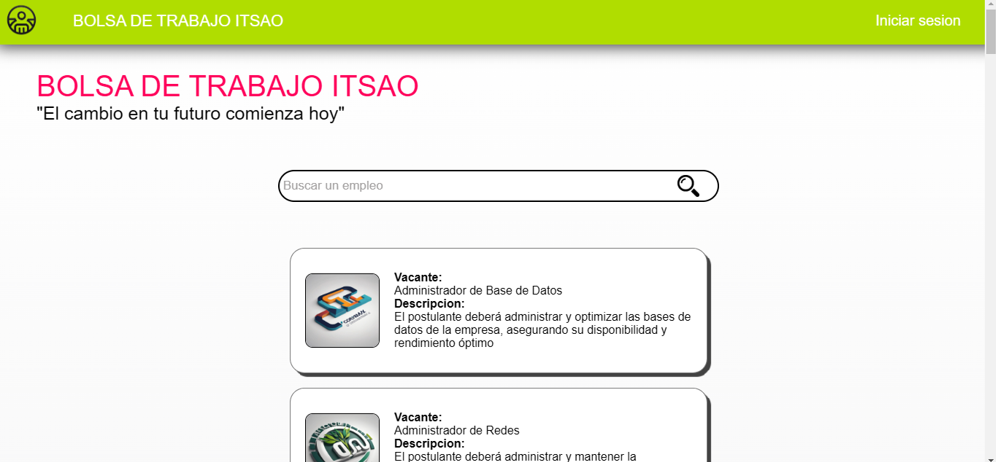 BOLSA DE TRABAJO ITSAO
Iniciar sesion
BOLSA DE TRABAJO ITSAO
"El cambio en tu futuro comienza hoy"
Buscar un empleo
Vacante:
Administrador de Base de Datos
Descripcion:
El postulante deberá administrar y optimizar las bases de
datos de la empresa, asegurando su disponibilidad y
rendimiento óptimo
Vacante:
Administrador de Redes
Descripcion:
El postulante deberá administrar y mantener la